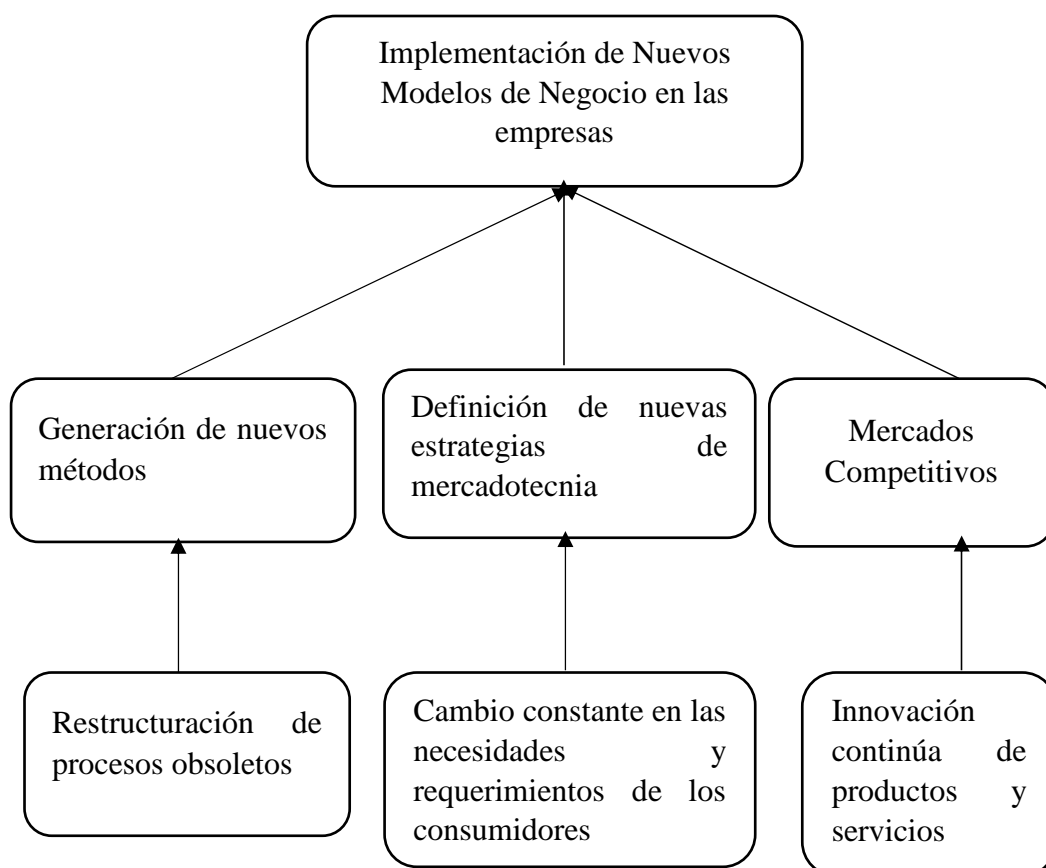 Implementación de Nuevos
Modelos de Negocio en las
empresas
Generación de nuevos
métodos
Definición de nuevas
estrategias de
mercadotecnia
Mercados
Competitivos
Restructuración de
procesos obsoletos
Cambio constante en las
necesidades y
requerimientos de los
consumidores
Innovación
continúa de
productos y
servicios